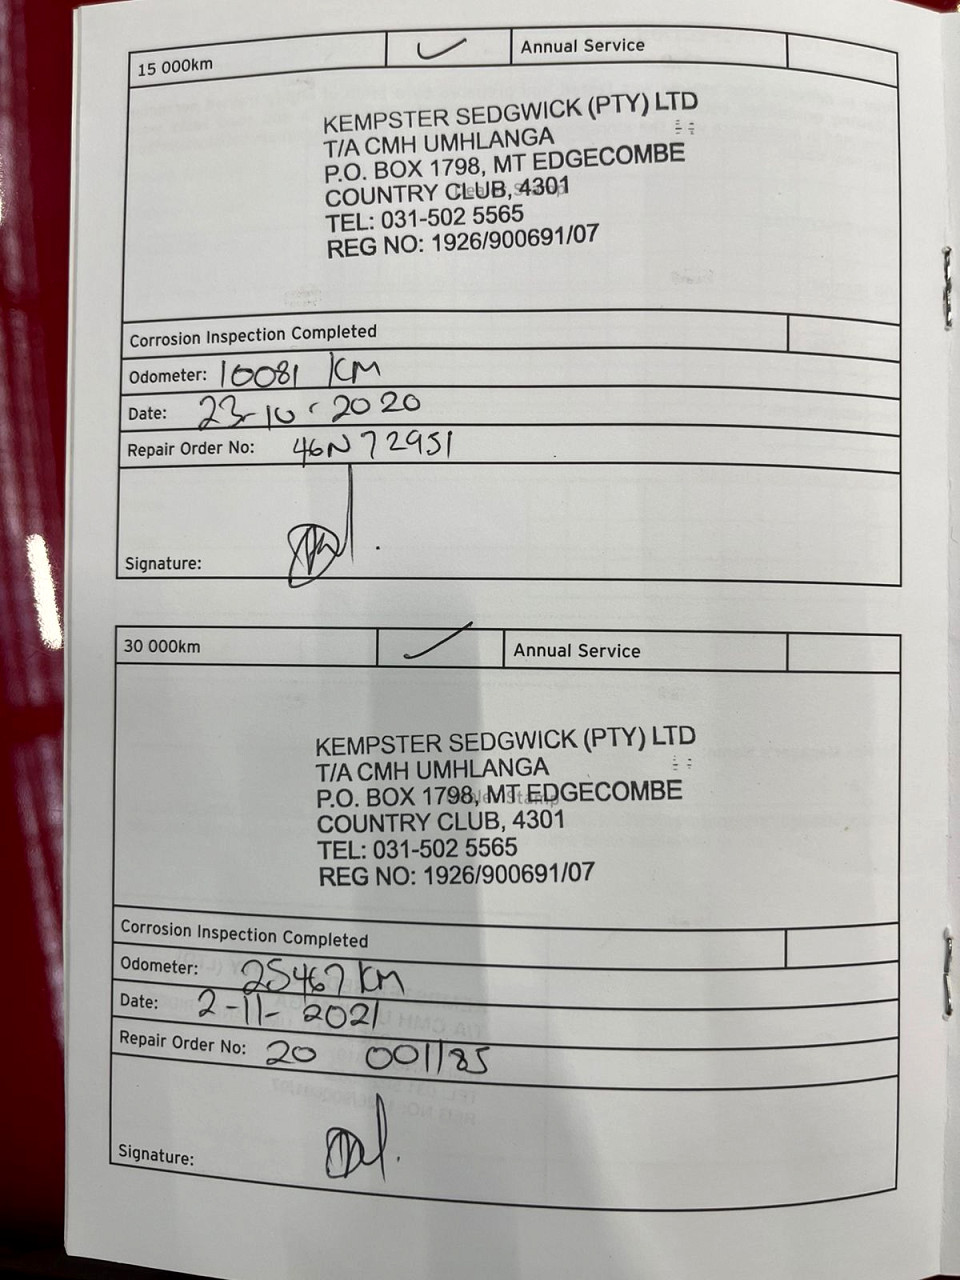 15 000km
Annual Service
KEMPSTER SEDGWICK (PTY) LTD
T/A CMH UMHLANGA
P.O. BOX 1798, MT EDGECOMBE
COUNTRY CLUB, 4301
TEL: 031-502 5565
REG NO: 1926/900691/07
Corrosion Inspection Completed
Odometer: 10081 KM
Date: 23-10-2020
Repair Order No: 46N72951
Signature:
30 000km
Annual Service
KEMPSTER SEDGWICK (PTY) LTD
T/A CMH UMHLANGA
P.O. BOX 1798, MT EDGECOMBE
COUNTRY CLUB, 4301
TEL: 031-502 5565
REG NO: 1926/900691/07
Corrosion Inspection Completed
Odometer: 25467 KM
Date: 2-11-2021
Repair Order No: 20 001185
Signature: